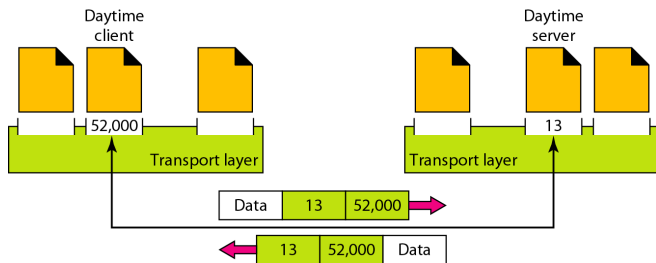 Daytime
client
Daytime
server
52,000
13
Transport layer
Transport layer
Data 13 52,000
13 52,000 Data